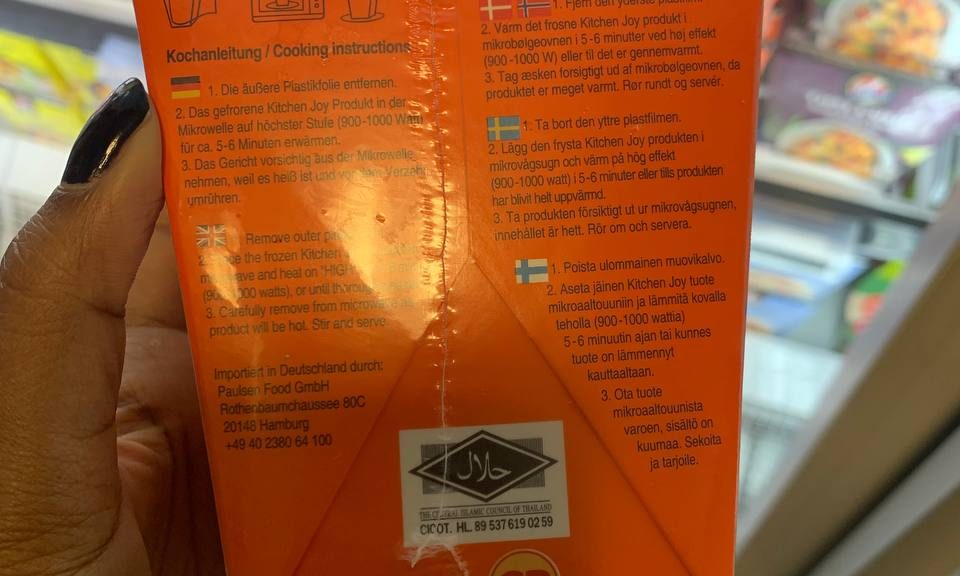 Kochanleitung / Cooking instructions
1. Die äußere Plastikfolie entfernen.
2. Das gefrorene Kitchen Joy Produkt in der
Mikrowelle auf höchster Stufe (900-1000 Watt)
für ca. 5-6 Minuten erwärmen.
3. Das Gericht vorsichtig aus der Mikrowelle
nehmen, weil es heiß ist und vor dem Verzehr
umrühren.
1. Remove outer
2. Place the frozen Kitchen
microwave and heat on "HIGH"
(900 watts), or until
3. Carefully remove from microwave as
product will be hot. Stir and serve
Importiert in Deutschland durch:
Paulsen Food GmbH
Rothenbaumchaussee 80C
20148 Hamburg
+49 40 2380 64 100
1. Fjern den yderste
2. Varm det frosne Kitchen Joy produkt i
mikrobølgeovnen i 5-6 minutter ved høj effekt
(900-1000 W) eller til det er gennemvarmt.
3. Tag æsken forsigtigt ud af mikrobølgeovnen, da
produktet er meget varmt. Rør rundt og servér.
1. Ta bort den yttre plastfilmen.
2. Lägg den frysta Kitchen Joy produkten i
mikrovågsugn och värm på hög effekt
(900-1000 watt) i 5-6 minuter eller tills produkten
har blivit helt uppvärmd.
3. Ta produkten försiktigt ut ur mikrovågsugnen,
innehållet är hett. Rör om och servera.
1. Poista ulommainen muovikalvo.
2. Aseta jäinen Kitchen Joy tuote
mikroaaltouuniin ja lämmitä kovalla
teholla (900-1000 wattia)
5-6 minuutin ajan tai kunnes
tuote on lämmennyt
kauttaaltaan.
3. Ota tuote
mikroaaltouunista
varoen, sisältö on
kuumaa. Sekoita
ja tarjoile.
حلال
THE CENTRAL ISLAMIC COUNCIL OF THAILAND
CICOT. HL. 89 537 619 02 59